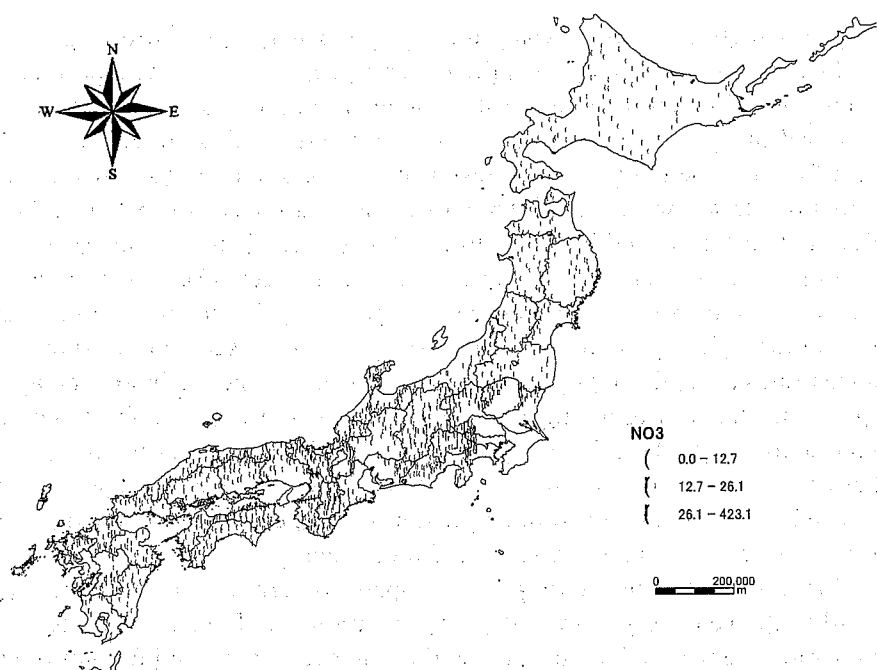 N
W E
S
NO3
0.0 – 12.7
12.7 – 26.1
26.1 – 423.1
0 200,000
m